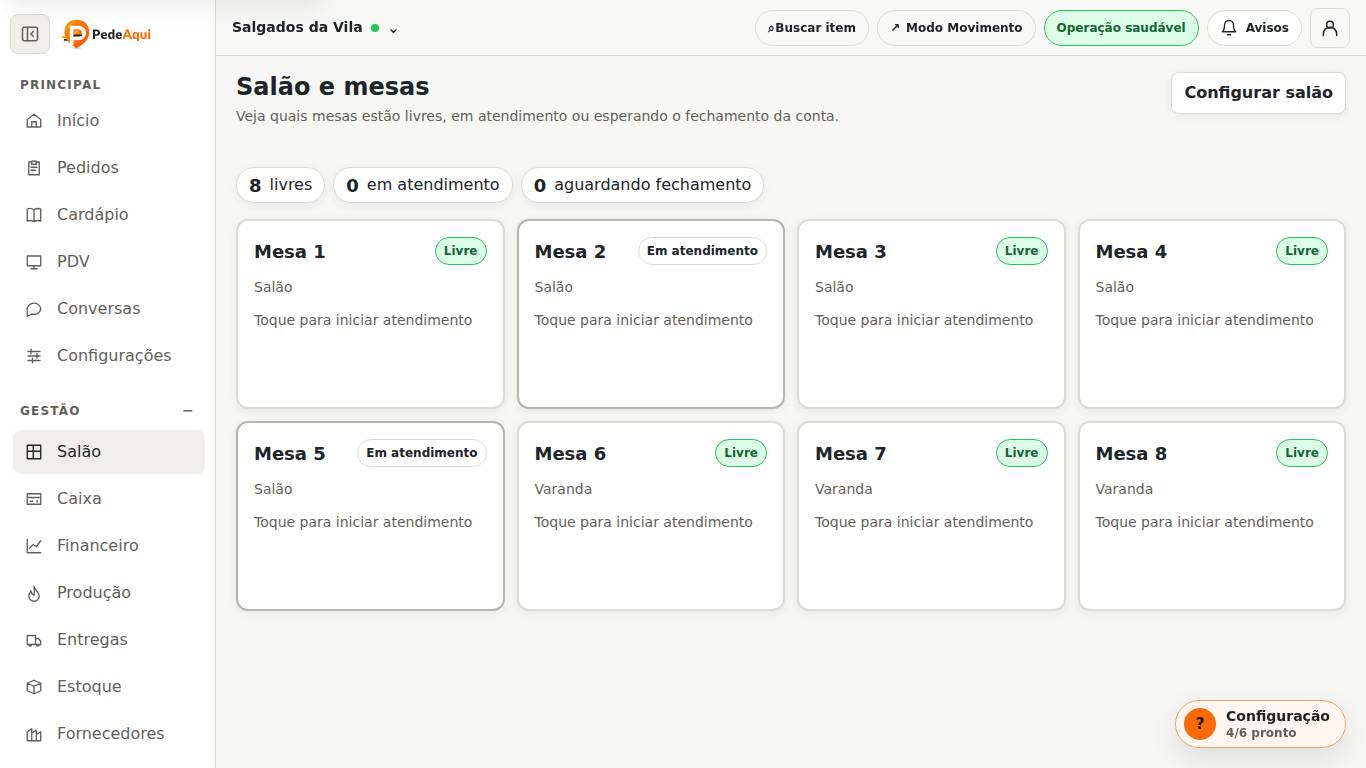 PedeAqui
PRINCIPAL
Início
Pedidos
Cardápio
PDV
Conversas
Configurações
GESTÃO −
Salão
Caixa
Financeiro
Produção
Entregas
Estoque
Fornecedores
Salgados da Vila
Buscar item
↗ Modo Movimento
Operação saudável
Avisos
Salão e mesas
Veja quais mesas estão livres, em atendimento ou esperando o fechamento da conta.
Configurar salão
8 livres
0 em atendimento
0 aguardando fechamento
Mesa 1 Livre
Salão
Toque para iniciar atendimento
Mesa 2 Em atendimento
Salão
Toque para iniciar atendimento
Mesa 3 Livre
Salão
Toque para iniciar atendimento
Mesa 4 Livre
Salão
Toque para iniciar atendimento
Mesa 5 Em atendimento
Salão
Toque para iniciar atendimento
Mesa 6 Livre
Varanda
Toque para iniciar atendimento
Mesa 7 Livre
Varanda
Toque para iniciar atendimento
Mesa 8 Livre
Varanda
Toque para iniciar atendimento
? Configuração
4/6 pronto